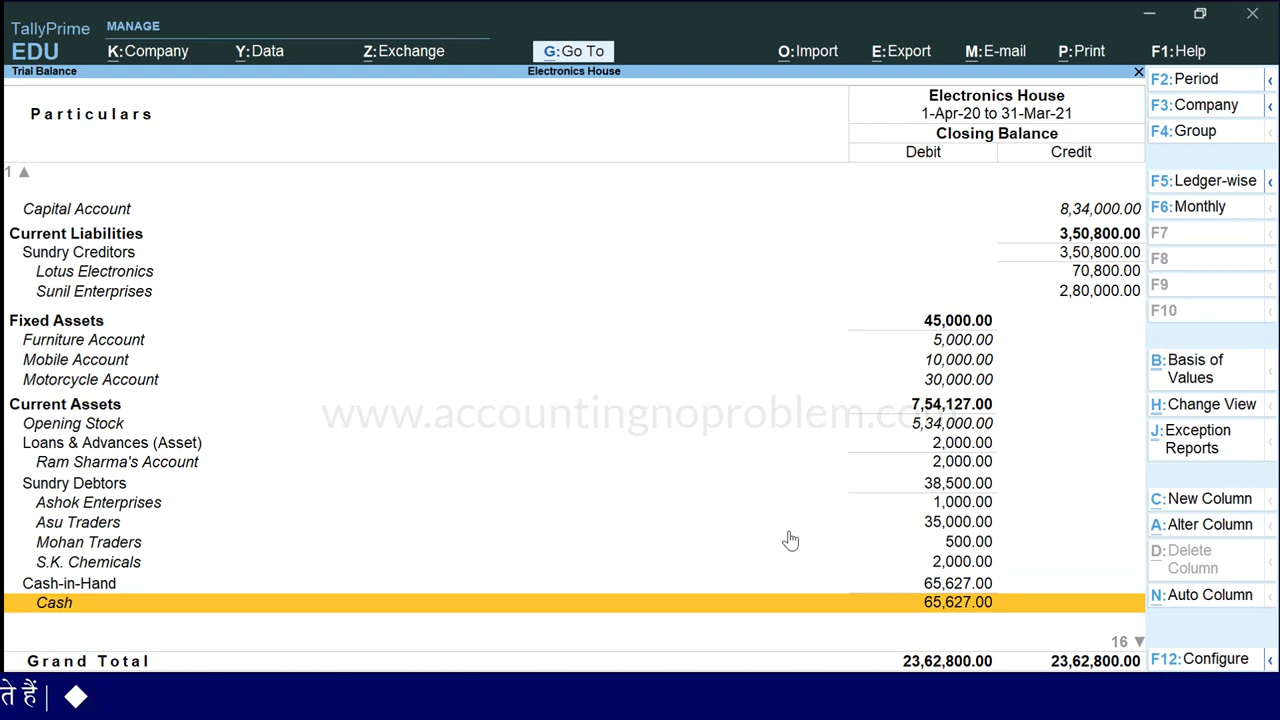 TallyPrime MANAGE
EDU K:Company Y:Data Z:Exchange G:Go To O:Import E:Export M:E-mail P:Print F1:Help
Trial Balance Electronics House
Particulars
Electronics House
1-Apr-20 to 31-Mar-21
Closing Balance
Debit Credit
1
Capital Account 8,34,000.00
Current Liabilities 3,50,800.00
Sundry Creditors 3,50,800.00
Lotus Electronics 70,800.00
Sunil Enterprises 2,80,000.00
Fixed Assets 45,000.00
Furniture Account 5,000.00
Mobile Account 10,000.00
Motorcycle Account 30,000.00
Current Assets 7,54,127.00
Opening Stock 5,34,000.00
Loans & Advances (Asset) 2,000.00
Ram Sharma's Account 2,000.00
Sundry Debtors 38,500.00
Ashok Enterprises 1,000.00
Asu Traders 35,000.00
Mohan Traders 500.00
S.K. Chemicals 2,000.00
Cash-in-Hand 65,627.00
Cash 65,627.00
16
Grand Total 23,62,800.00 23,62,800.00
www.accountingnoproblem.com
F2:Period
F3:Company
F4:Group
F5:Ledger-wise
F6:Monthly
F7
F8
F9
F10
B:Basis of
Values
H:Change View
J:Exception
Reports
C:New Column
A:Alter Column
D:Delete
Column
N:Auto Column
F12:Configure
ते हैं|